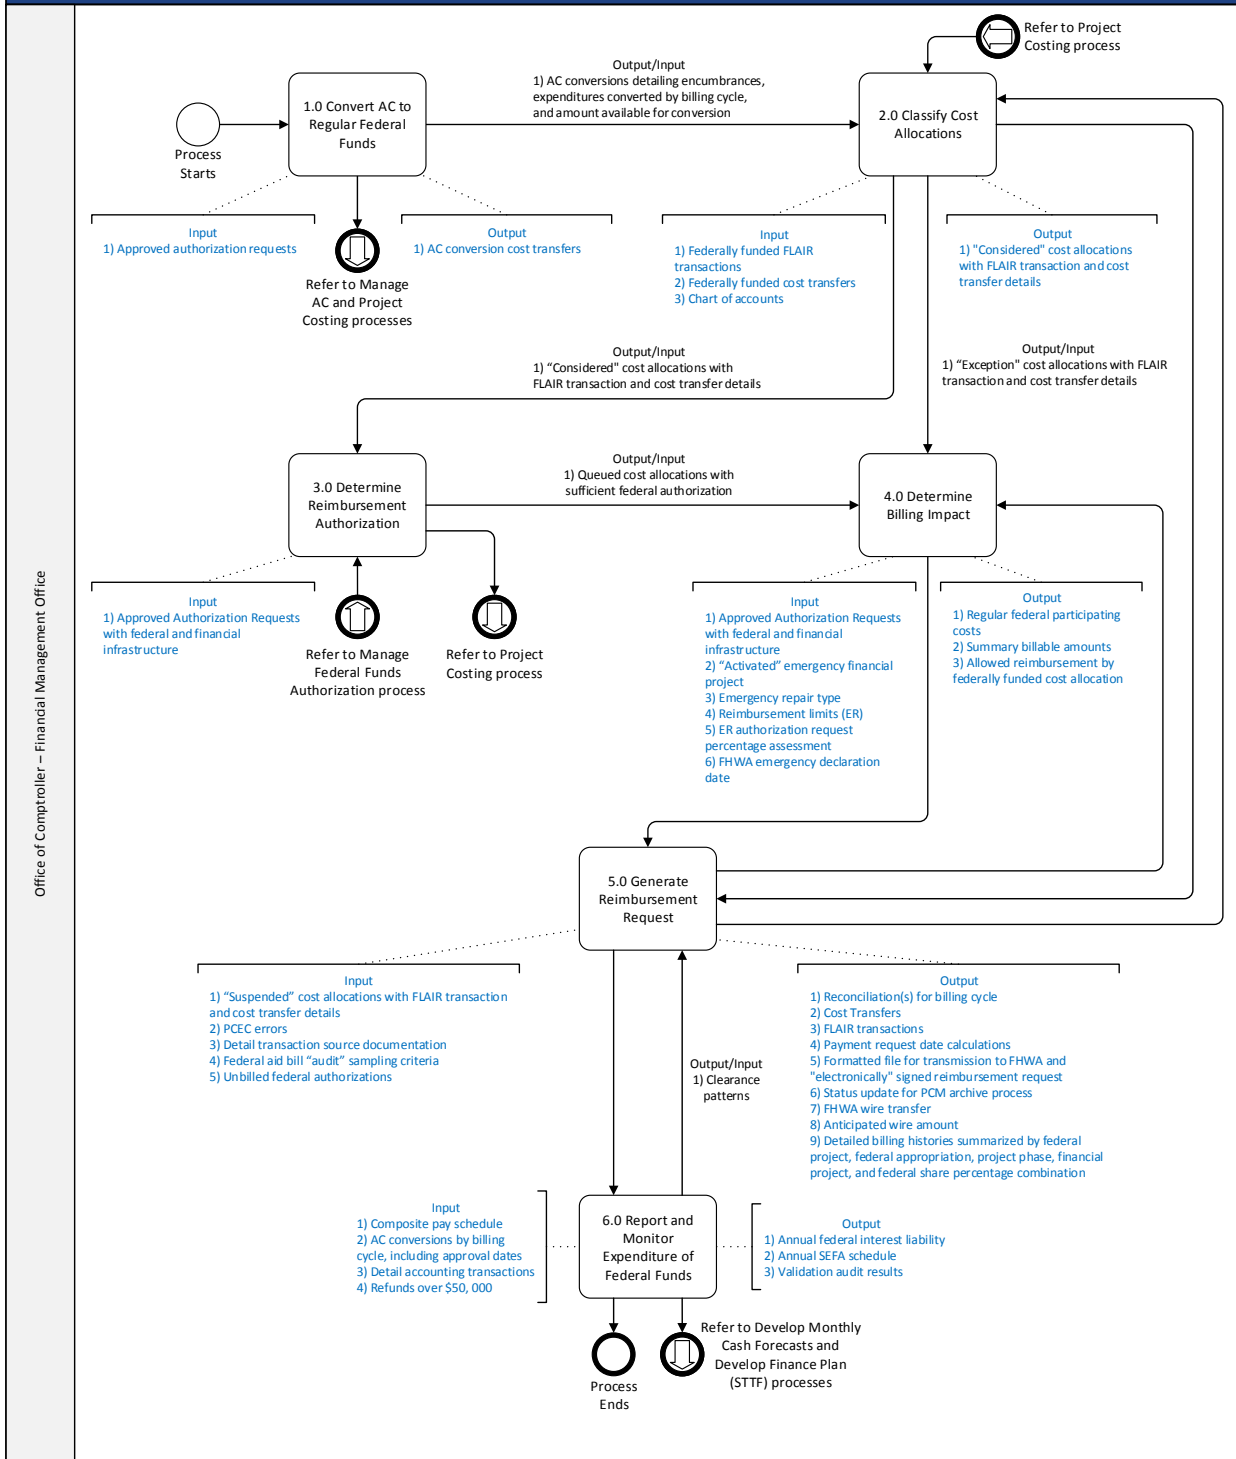 Office of Comptroller – Financial Management Office
Refer to Project
Costing process
Output/Input
1) AC conversions detailing encumbrances,
expenditures converted by billing cycle,
and amount available for conversion
1.0 Convert AC to
Regular Federal
Funds
2.0 Classify Cost
Allocations
Process
Starts
Input
1) Approved authorization requests
Output
1) AC conversion cost transfers
Refer to Manage
AC and Project
Costing processes
Input
1) Federally funded FLAIR
transactions
2) Federally funded cost transfers
3) Chart of accounts
Output
1) "Considered" cost allocations
with FLAIR transaction and cost
transfer details
Output/Input
1) “Considered" cost allocations with
FLAIR transaction and cost transfer details
Output/Input
1) “Exception" cost allocations with FLAIR
transaction and cost transfer details
3.0 Determine
Reimbursement
Authorization
Output/Input
1) Queued cost allocations with
sufficient federal authorization
4.0 Determine
Billing Impact
Input
1) Approved Authorization Requests
with federal and financial
infrastructure
Refer to Manage
Federal Funds
Authorization process
Refer to Project
Costing process
Input
1) Approved Authorization Requests
with federal and financial
infrastructure
2) “Activated” emergency financial
project
3) Emergency repair type
4) Reimbursement limits (ER)
5) ER authorization request
percentage assessment
6) FHWA emergency declaration
date
Output
1) Regular federal participating
costs
2) Summary billable amounts
3) Allowed reimbursement by
federally funded cost allocation
5.0 Generate
Reimbursement
Request
Input
1) “Suspended” cost allocations with FLAIR transaction
and cost transfer details
2) PCEC errors
3) Detail transaction source documentation
4) Federal aid bill “audit” sampling criteria
5) Unbilled federal authorizations
Output/Input
1) Clearance
patterns
Output
1) Reconciliation(s) for billing cycle
2) Cost Transfers
3) FLAIR transactions
4) Payment request date calculations
5) Formatted file for transmission to FHWA and
"electronically" signed reimbursement request
6) Status update for PCM archive process
7) FHWA wire transfer
8) Anticipated wire amount
9) Detailed billing histories summarized by federal
project, federal appropriation, project phase, financial
project, and federal share percentage combination
Input
1) Composite pay schedule
2) AC conversions by billing
cycle, including approval dates
3) Detail accounting transactions
4) Refunds over $50, 000
6.0 Report and
Monitor
Expenditure of
Federal Funds
Output
1) Annual federal interest liability
2) Annual SEFA schedule
3) Validation audit results
Process
Ends
Refer to Develop Monthly
Cash Forecasts and
Develop Finance Plan
(STTF) processes